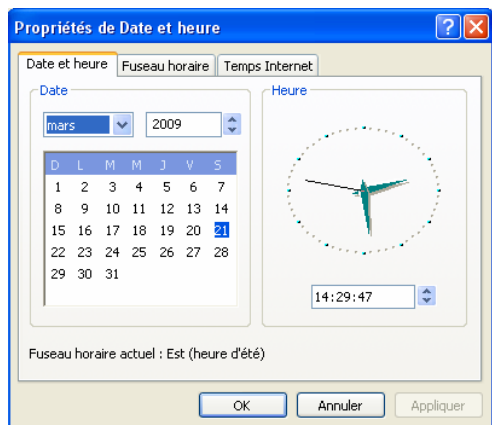 Propriétés de Date et heure
Date et heure Fuseau horaire Temps Internet
Date
mars 2009
D L M M J V S
1 2 3 4 5 6 7
8 9 10 11 12 13 14
15 16 17 18 19 20 21
22 23 24 25 26 27 28
29 30 31
Heure
14:29:47
Fuseau horaire actuel : Est (heure d'été)
OK Annuler Appliquer